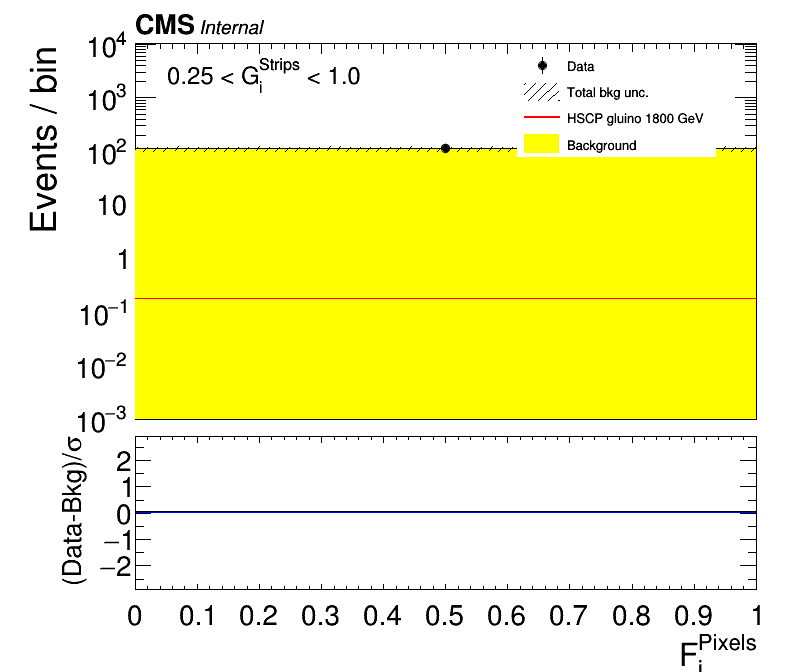 CMS Internal
Events / bin
10⁴
10³
10²
10
1
10⁻¹
10⁻²
10⁻³
0.25 < G_i^Strips < 1.0
Data
Total bkg unc.
HSCP gluino 1800 GeV
Background
(Data-Bkg)/σ
2
1
0
−1
−2
0 0.1 0.2 0.3 0.4 0.5 0.6 0.7 0.8 0.9 1
F_i^Pixels